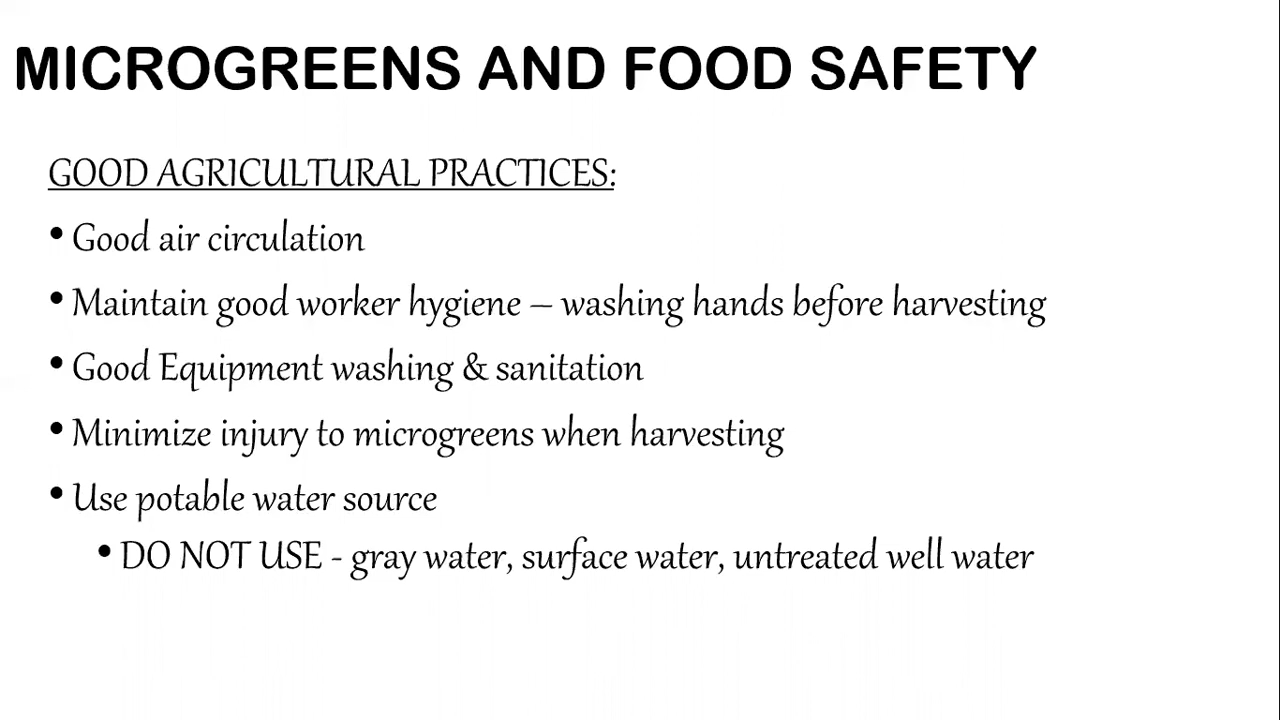 MICROGREENS AND FOOD SAFETY
GOOD AGRICULTURAL PRACTICES:
• Good air circulation
• Maintain good worker hygiene – washing hands before harvesting
• Good Equipment washing & sanitation
• Minimize injury to microgreens when harvesting
• Use potable water source
• DO NOT USE - gray water, surface water, untreated well water